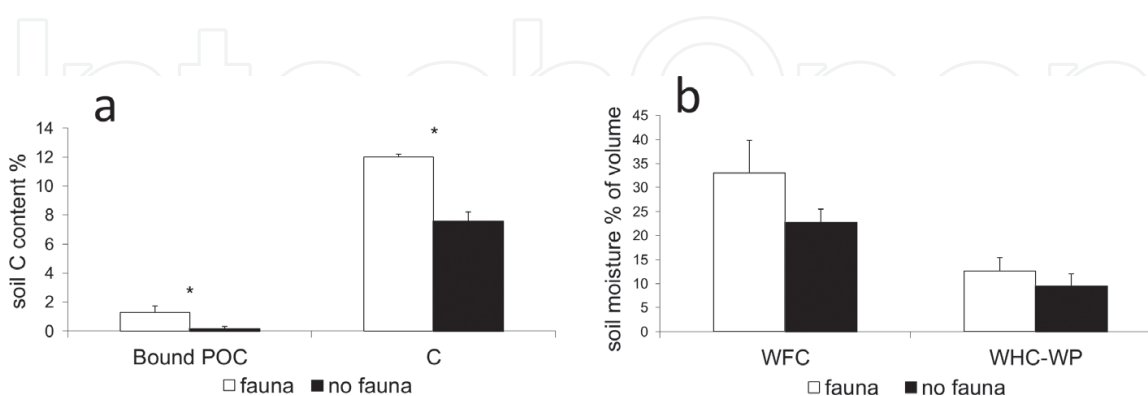 IntechOpen
a
soil C content %
14
12
10
8
6
4
2
0
*
*
Bound POC
C
fauna no fauna
b
soil moisture % of volume
45
40
35
30
25
20
15
10
5
0
WFC
WHC-WP
fauna no fauna